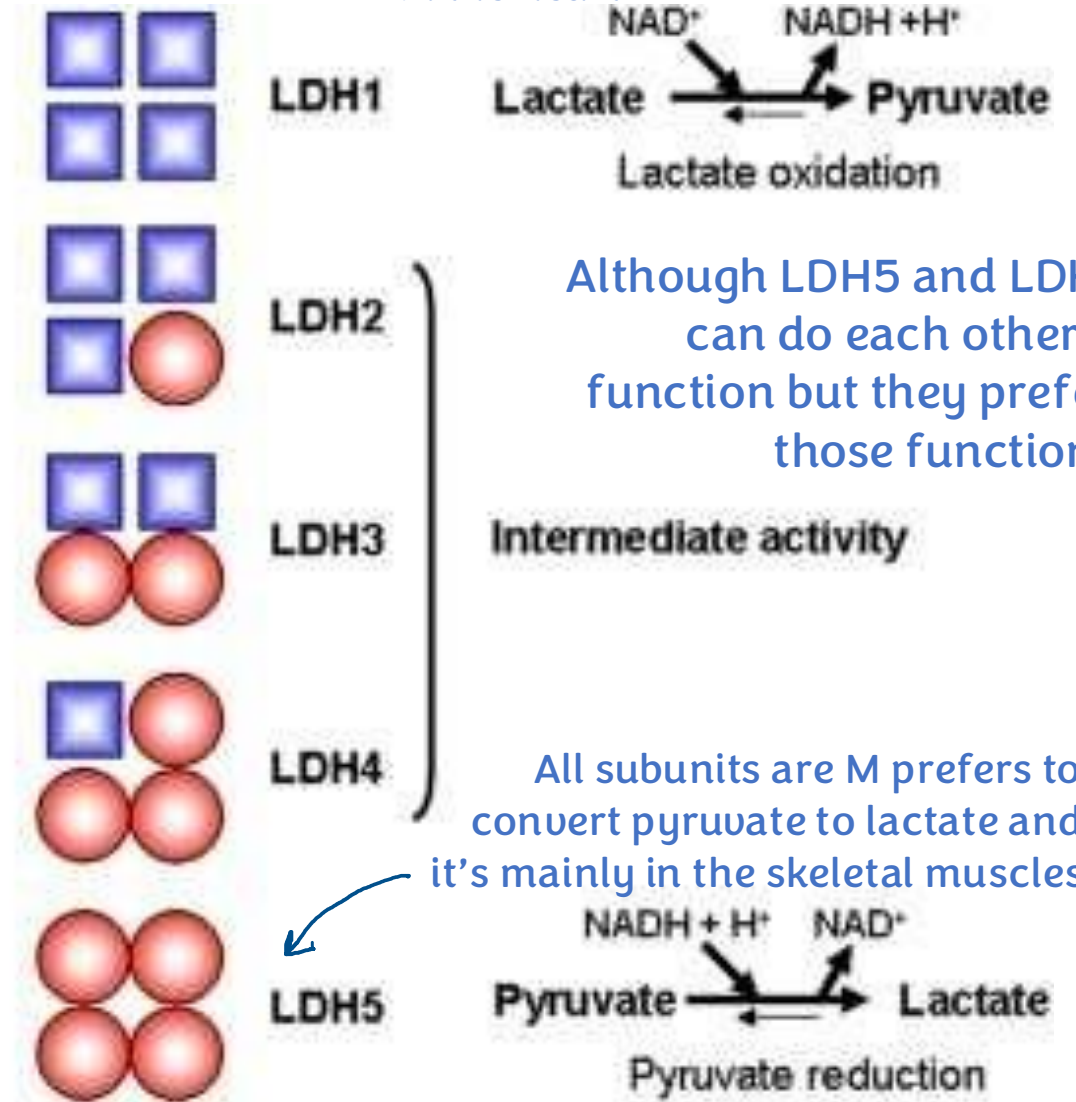 NAD⁺ NADH +H⁺
LDH1 Lactate Pyruvate
Lactate oxidation
Although LDH5 and LDH
LDH2
can do each other
function but they pref
those function
LDH3 Intermediate activity
LDH4
All subunits are M prefers to
convert pyruvate to lactate and
it's mainly in the skeletal muscles
NADH + H⁺ NAD⁺
LDH5 Pyruvate Lactate
Pyruvate reduction